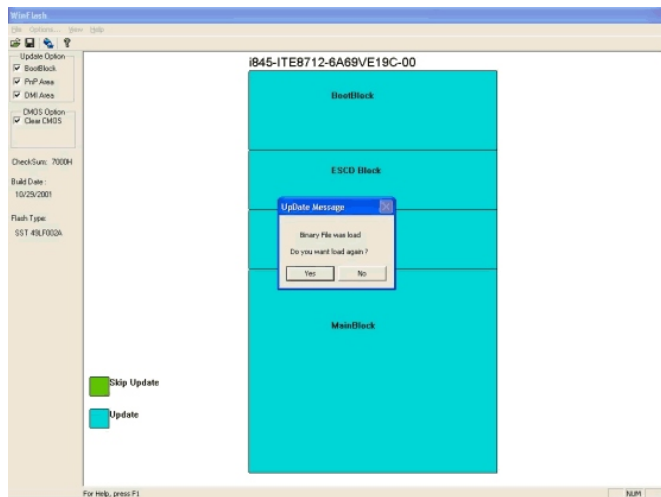 WinFlash
File Options... View Help
Update Option
BootBlock
PnP Area
DMI Area
CMOS Option
Clear CMOS
CheckSum: 7000H
Build Date :
10/29/2001
Flash Type:
SST 49LF002A
i845-ITE8712-6A69VE19C-00
BootBlock
ESCD Block
UpDate Message
Binary File was load
Do you want load again ?
Yes No
MainBlock
Skip Update
Update
For Help, press F1
NUM